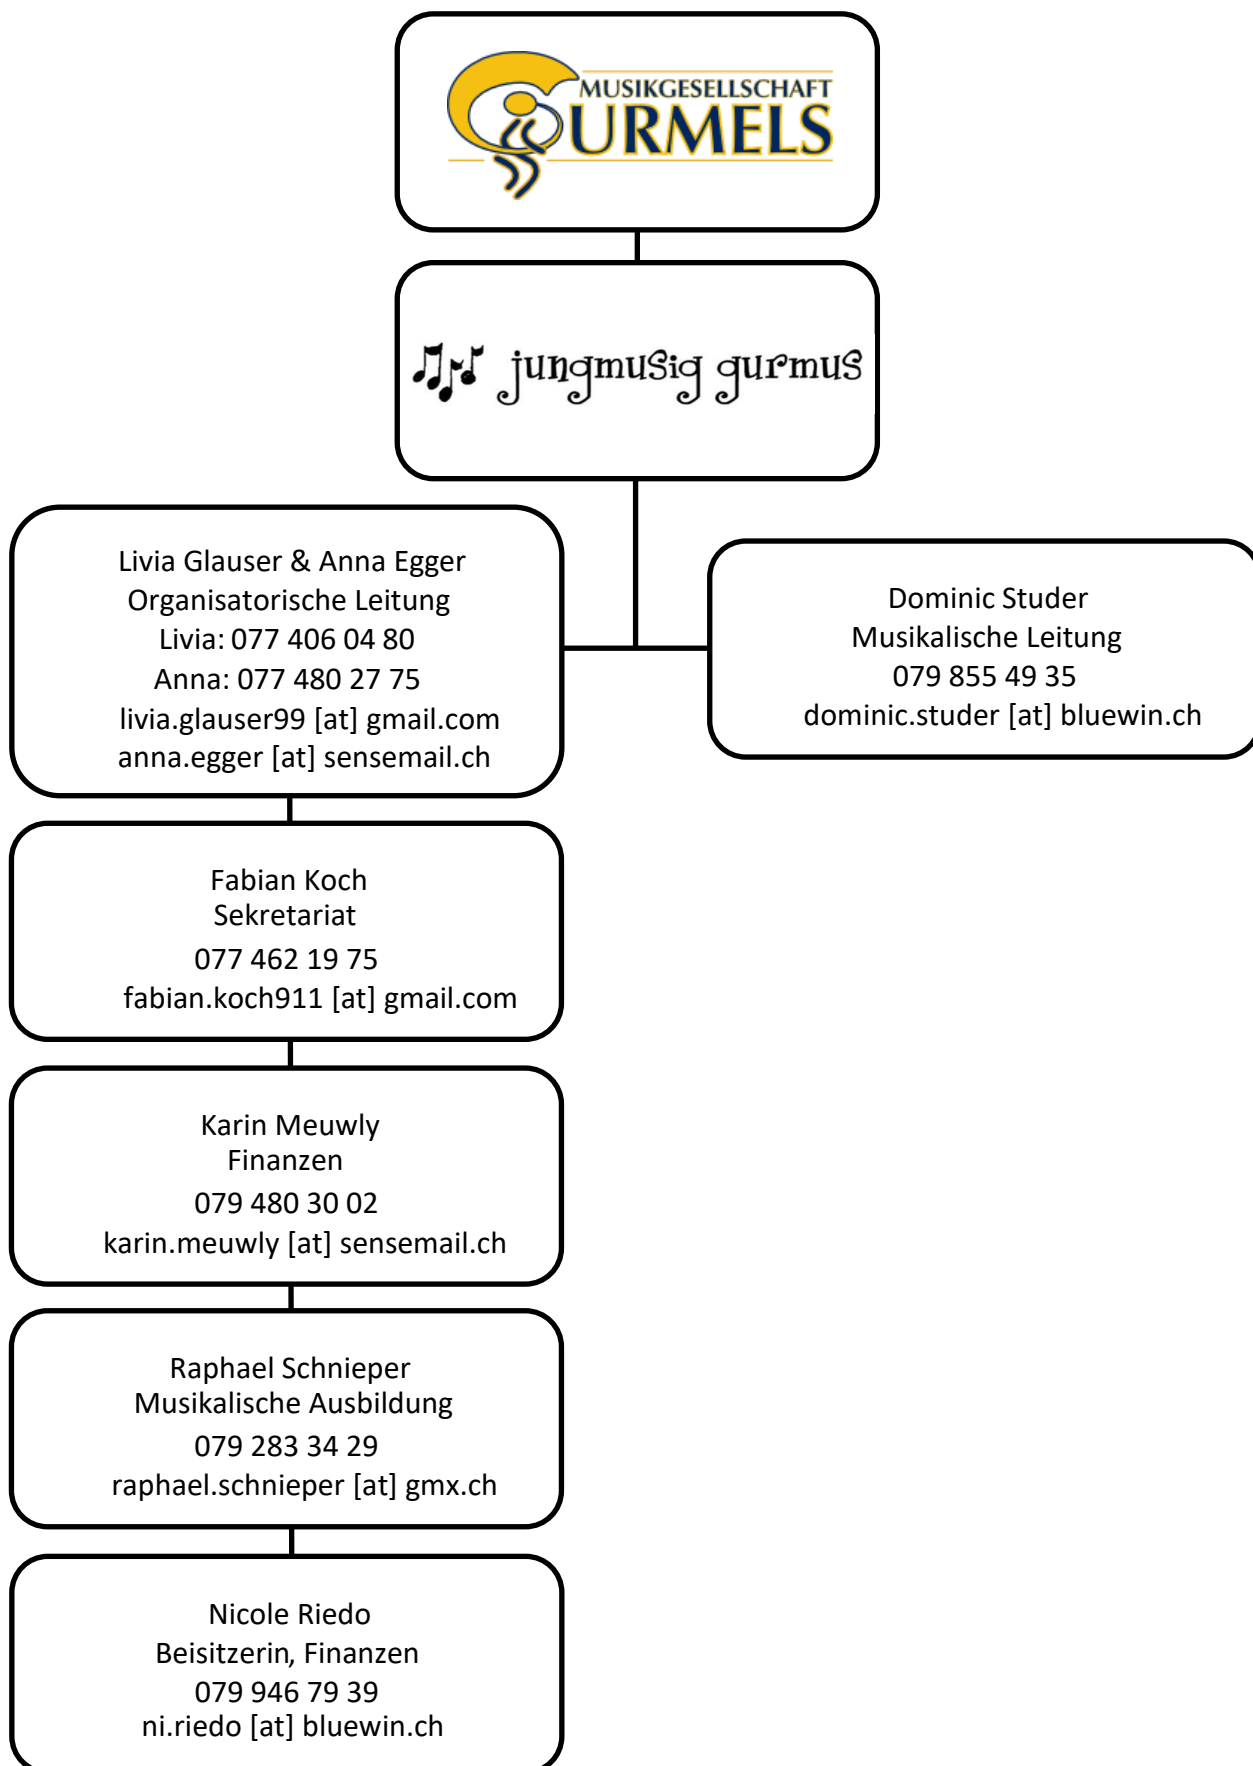 MUSIKGESELLSCHAFT
GURMELS
jungmusig gurmus
Livia Glauser & Anna Egger
Organisatorische Leitung
Livia: 077 406 04 80
Anna: 077 480 27 75
livia.glauser99 [at] gmail.com
anna.egger [at] sensemail.ch
Dominic Studer
Musikalische Leitung
079 855 49 35
dominic.studer [at] bluewin.ch
Fabian Koch
Sekretariat
077 462 19 75
fabian.koch911 [at] gmail.com
Karin Meuwly
Finanzen
079 480 30 02
karin.meuwly [at] sensemail.ch
Raphael Schnieper
Musikalische Ausbildung
079 283 34 29
raphael.schnieper [at] gmx.ch
Nicole Riedo
Beisitzerin, Finanzen
079 946 79 39
ni.riedo [at] bluewin.ch